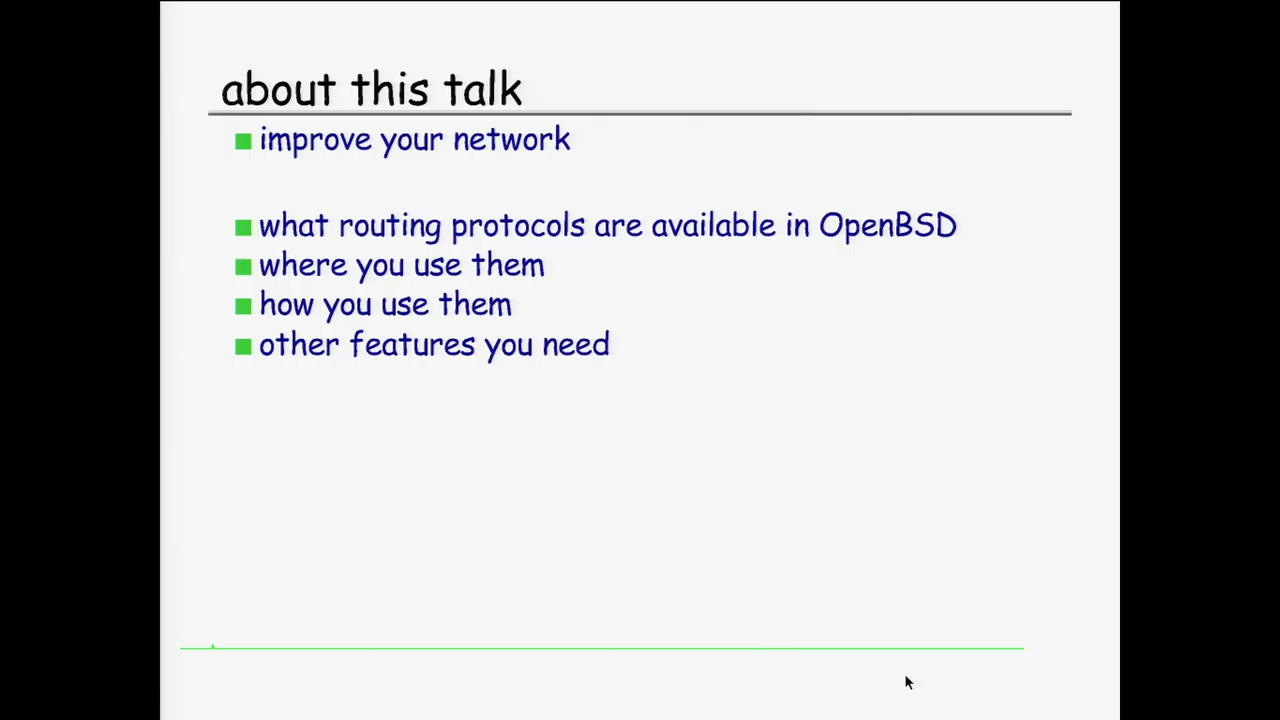 about this talk
improve your network
what routing protocols are available in OpenBSD
where you use them
how you use them
other features you need